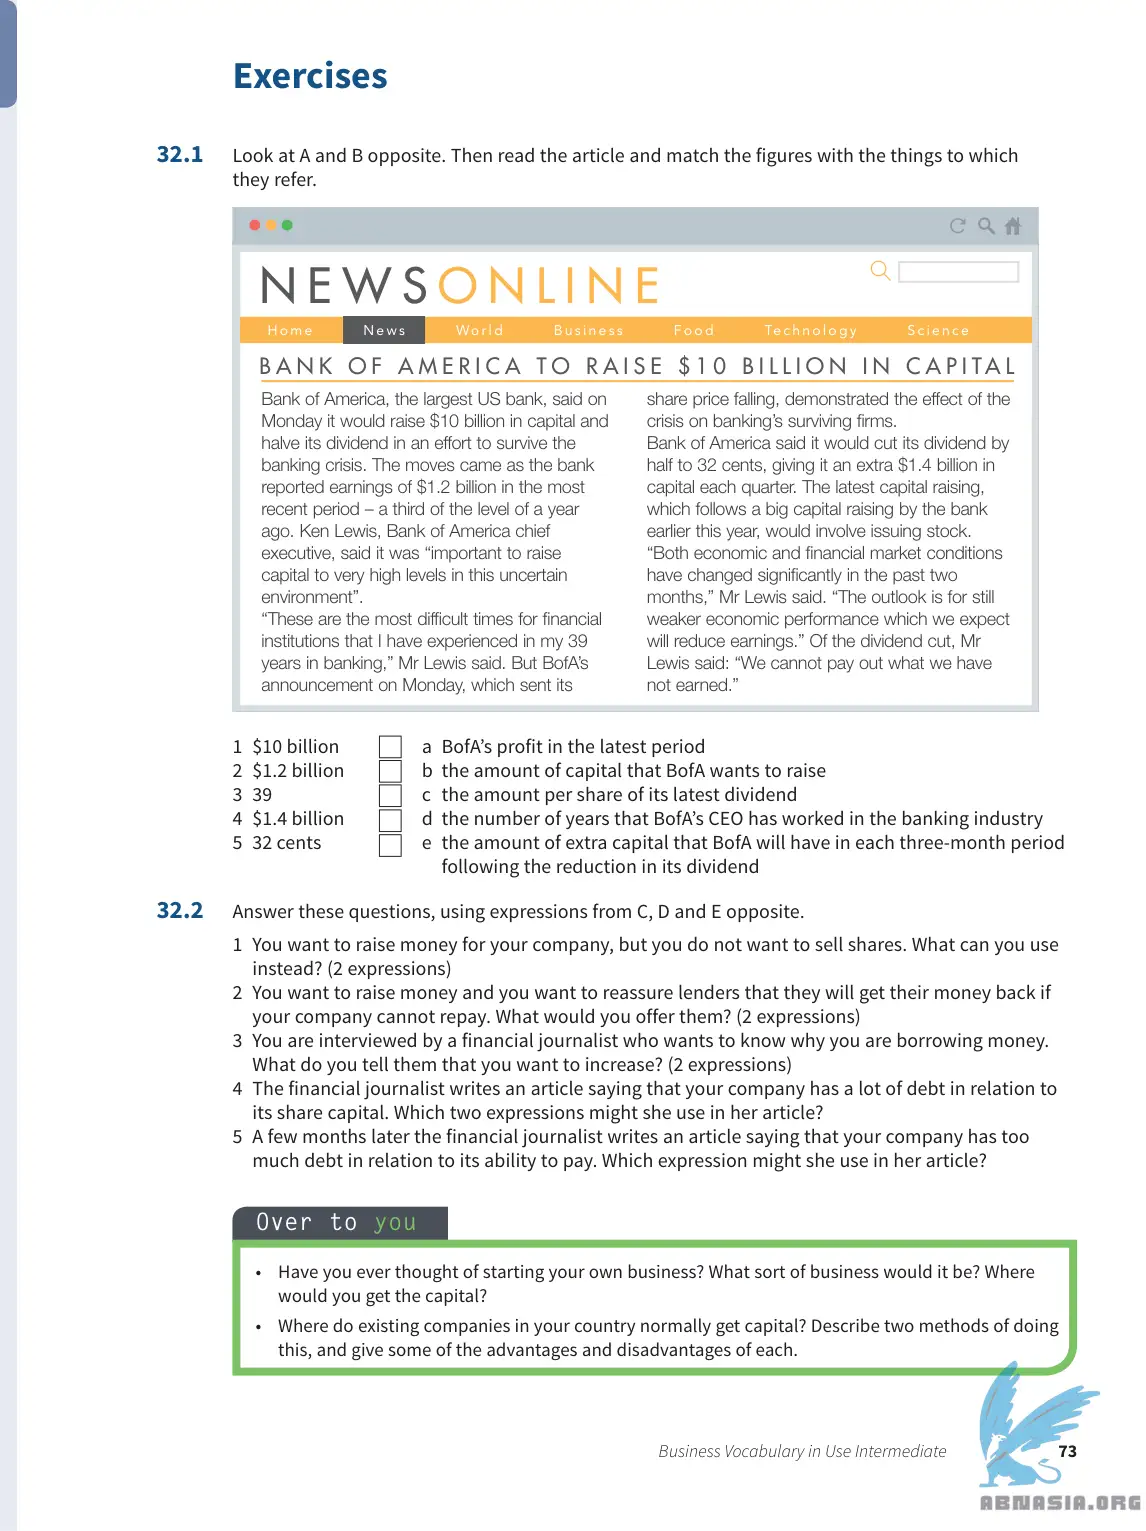 Exercises
32.1 Look at A and B opposite. Then read the article and match the figures with the things to which
they refer.
NEWSONLINE
Home News World Business Food Technology Science
BANK OF AMERICA TO RAISE $10 BILLION IN CAPITAL
Bank of America, the largest US bank, said on
Monday it would raise $10 billion in capital and
halve its dividend in an effort to survive the
banking crisis. The moves came as the bank
reported earnings of $1.2 billion in the most
recent period – a third of the level of a year
ago. Ken Lewis, Bank of America chief
executive, said it was “important to raise
capital to very high levels in this uncertain
environment”.
“These are the most difficult times for financial
institutions that I have experienced in my 39
years in banking,” Mr Lewis said. But BofA’s
announcement on Monday, which sent its
share price falling, demonstrated the effect of the
crisis on banking’s surviving firms.
Bank of America said it would cut its dividend by
half to 32 cents, giving it an extra $1.4 billion in
capital each quarter. The latest capital raising,
which follows a big capital raising by the bank
earlier this year, would involve issuing stock.
“Both economic and financial market conditions
have changed significantly in the past two
months,” Mr Lewis said. “The outlook is for still
weaker economic performance which we expect
will reduce earnings.” Of the dividend cut, Mr
Lewis said: “We cannot pay out what we have
not earned.”
1 $10 billion a BofA’s profit in the latest period
2 $1.2 billion b the amount of capital that BofA wants to raise
3 39 c the amount per share of its latest dividend
4 $1.4 billion d the number of years that BofA’s CEO has worked in the banking industry
5 32 cents e the amount of extra capital that BofA will have in each three-month period
following the reduction in its dividend
32.2 Answer these questions, using expressions from C, D and E opposite.
1 You want to raise money for your company, but you do not want to sell shares. What can you use
instead? (2 expressions)
2 You want to raise money and you want to reassure lenders that they will get their money back if
your company cannot repay. What would you offer them? (2 expressions)
3 You are interviewed by a financial journalist who wants to know why you are borrowing money.
What do you tell them that you want to increase? (2 expressions)
4 The financial journalist writes an article saying that your company has a lot of debt in relation to
its share capital. Which two expressions might she use in her article?
5 A few months later the financial journalist writes an article saying that your company has too
much debt in relation to its ability to pay. Which expression might she use in her article?
Over to you
• Have you ever thought of starting your own business? What sort of business would it be? Where
would you get the capital?
• Where do existing companies in your country normally get capital? Describe two methods of doing
this, and give some of the advantages and disadvantages of each.
Business Vocabulary in Use Intermediate 73
ABNASIA.ORG